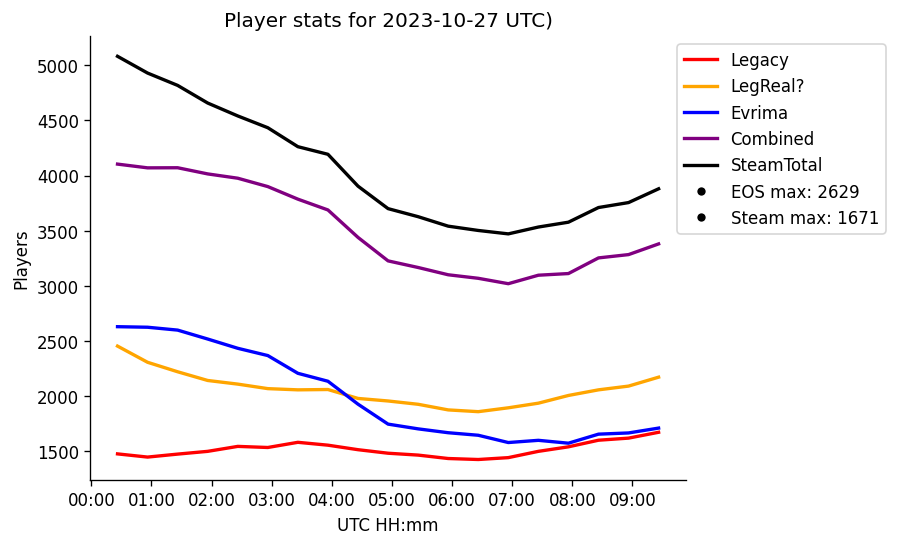 Player stats for 2023-10-27 UTC)
Legacy
LegReal?
Evrima
Combined
SteamTotal
EOS max: 2629
Steam max: 1671
5000
4500
4000
3500
3000
2500
2000
1500
Players
00:00 01:00 02:00 03:00 04:00 05:00 06:00 07:00 08:00 09:00
UTC HH:mm